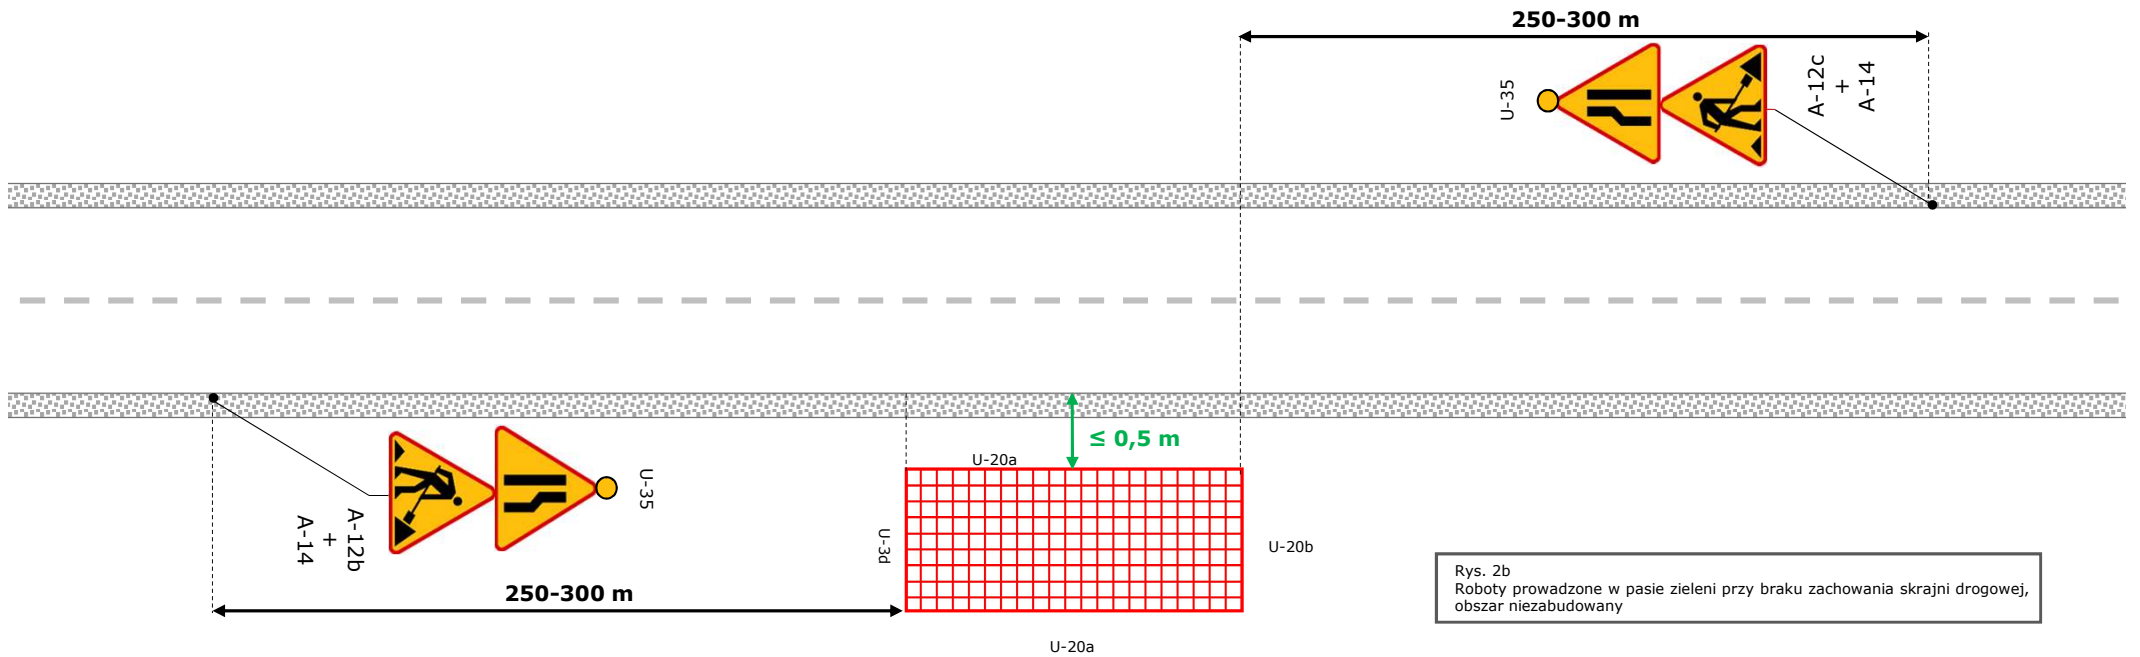 250-300 m
U-35
A-12c
+
A-14
≤ 0,5 m
U-20a
U-35
A-12b
+
A-14
U-3d
U-20b
250-300 m
U-20a
Rys. 2b
Roboty prowadzone w pasie zieleni przy braku zachowania skrajni drogowej,
obszar niezabudowany